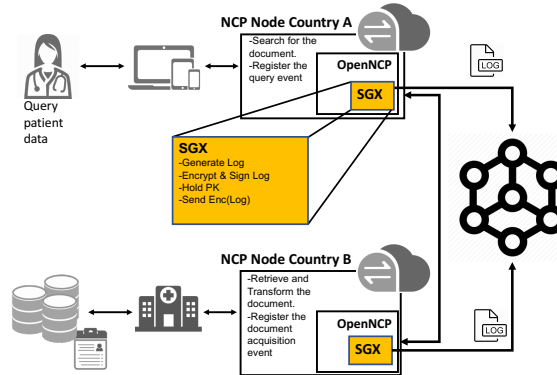 NCP Node Country A
-Search for the
document.
-Register the
query event
OpenNCP
SGX
LOG
Query
patient
data
SGX
-Generate Log
-Encrypt & Sign Log
-Hold PK
-Send Enc(Log)
NCP Node Country B
-Retrieve and
Transform the
document.
-Register the
document
acquisition
event
OpenNCP
SGX
LOG